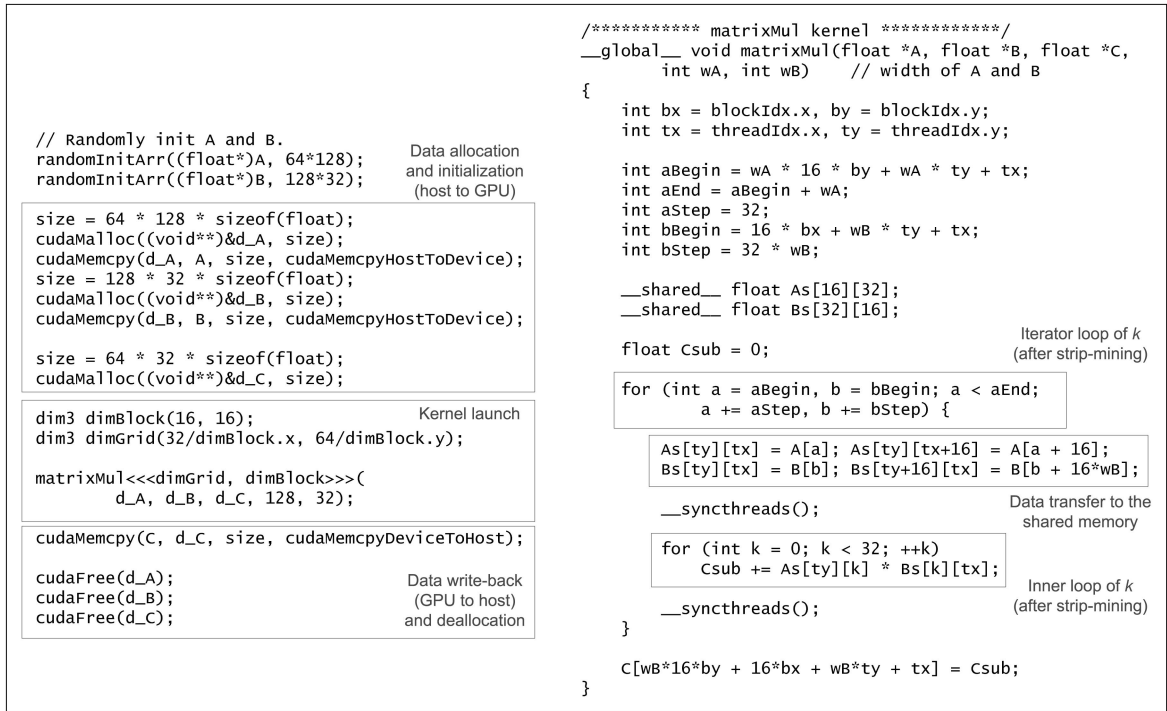 // Randomly init A and B.
randomInitArr((float*)A, 64*128);
randomInitArr((float*)B, 128*32);
Data allocation
and initialization
(host to GPU)
size = 64 * 128 * sizeof(float);
cudaMalloc((void**)&d_A, size);
cudaMemcpy(d_A, A, size, cudaMemcpyHostToDevice);
size = 128 * 32 * sizeof(float);
cudaMalloc((void**)&d_B, size);
cudaMemcpy(d_B, B, size, cudaMemcpyHostToDevice);
size = 64 * 32 * sizeof(float);
cudaMalloc((void**)&d_C, size);
Kernel launch
dim3 dimBlock(16, 16);
dim3 dimGrid(32/dimBlock.x, 64/dimBlock.y);
matrixMul<<<dimGrid, dimBlock>>>(
d_A, d_B, d_C, 128, 32);
cudaMemcpy(C, d_C, size, cudaMemcpyDeviceToHost);
cudaFree(d_A);
cudaFree(d_B);
cudaFree(d_C);
Data write-back
(GPU to host)
and deallocation
/*********** matrixMul kernel ************/
__global__ void matrixMul(float *A, float *B, float *C,
int wA, int wB) // width of A and B
{
int bx = blockIdx.x, by = blockIdx.y;
int tx = threadIdx.x, ty = threadIdx.y;
int aBegin = wA * 16 * by + wA * ty + tx;
int aEnd = aBegin + wA;
int aStep = 32;
int bBegin = 16 * bx + wB * ty + tx;
int bStep = 32 * wB;
__shared__ float As[16][32];
__shared__ float Bs[32][16];
float Csub = 0;
Iterator loop of k
(after strip-mining)
for (int a = aBegin, b = bBegin; a < aEnd;
a += aStep, b += bStep) {
As[ty][tx] = A[a]; As[ty][tx+16] = A[a + 16];
Bs[ty][tx] = B[b]; Bs[ty+16][tx] = B[b + 16*wB];
Data transfer to the
shared memory
__syncthreads();
for (int k = 0; k < 32; ++k)
Csub += As[ty][k] * Bs[k][tx];
Inner loop of k
(after strip-mining)
__syncthreads();
}
C[wB*16*by + 16*bx + wB*ty + tx] = Csub;
}